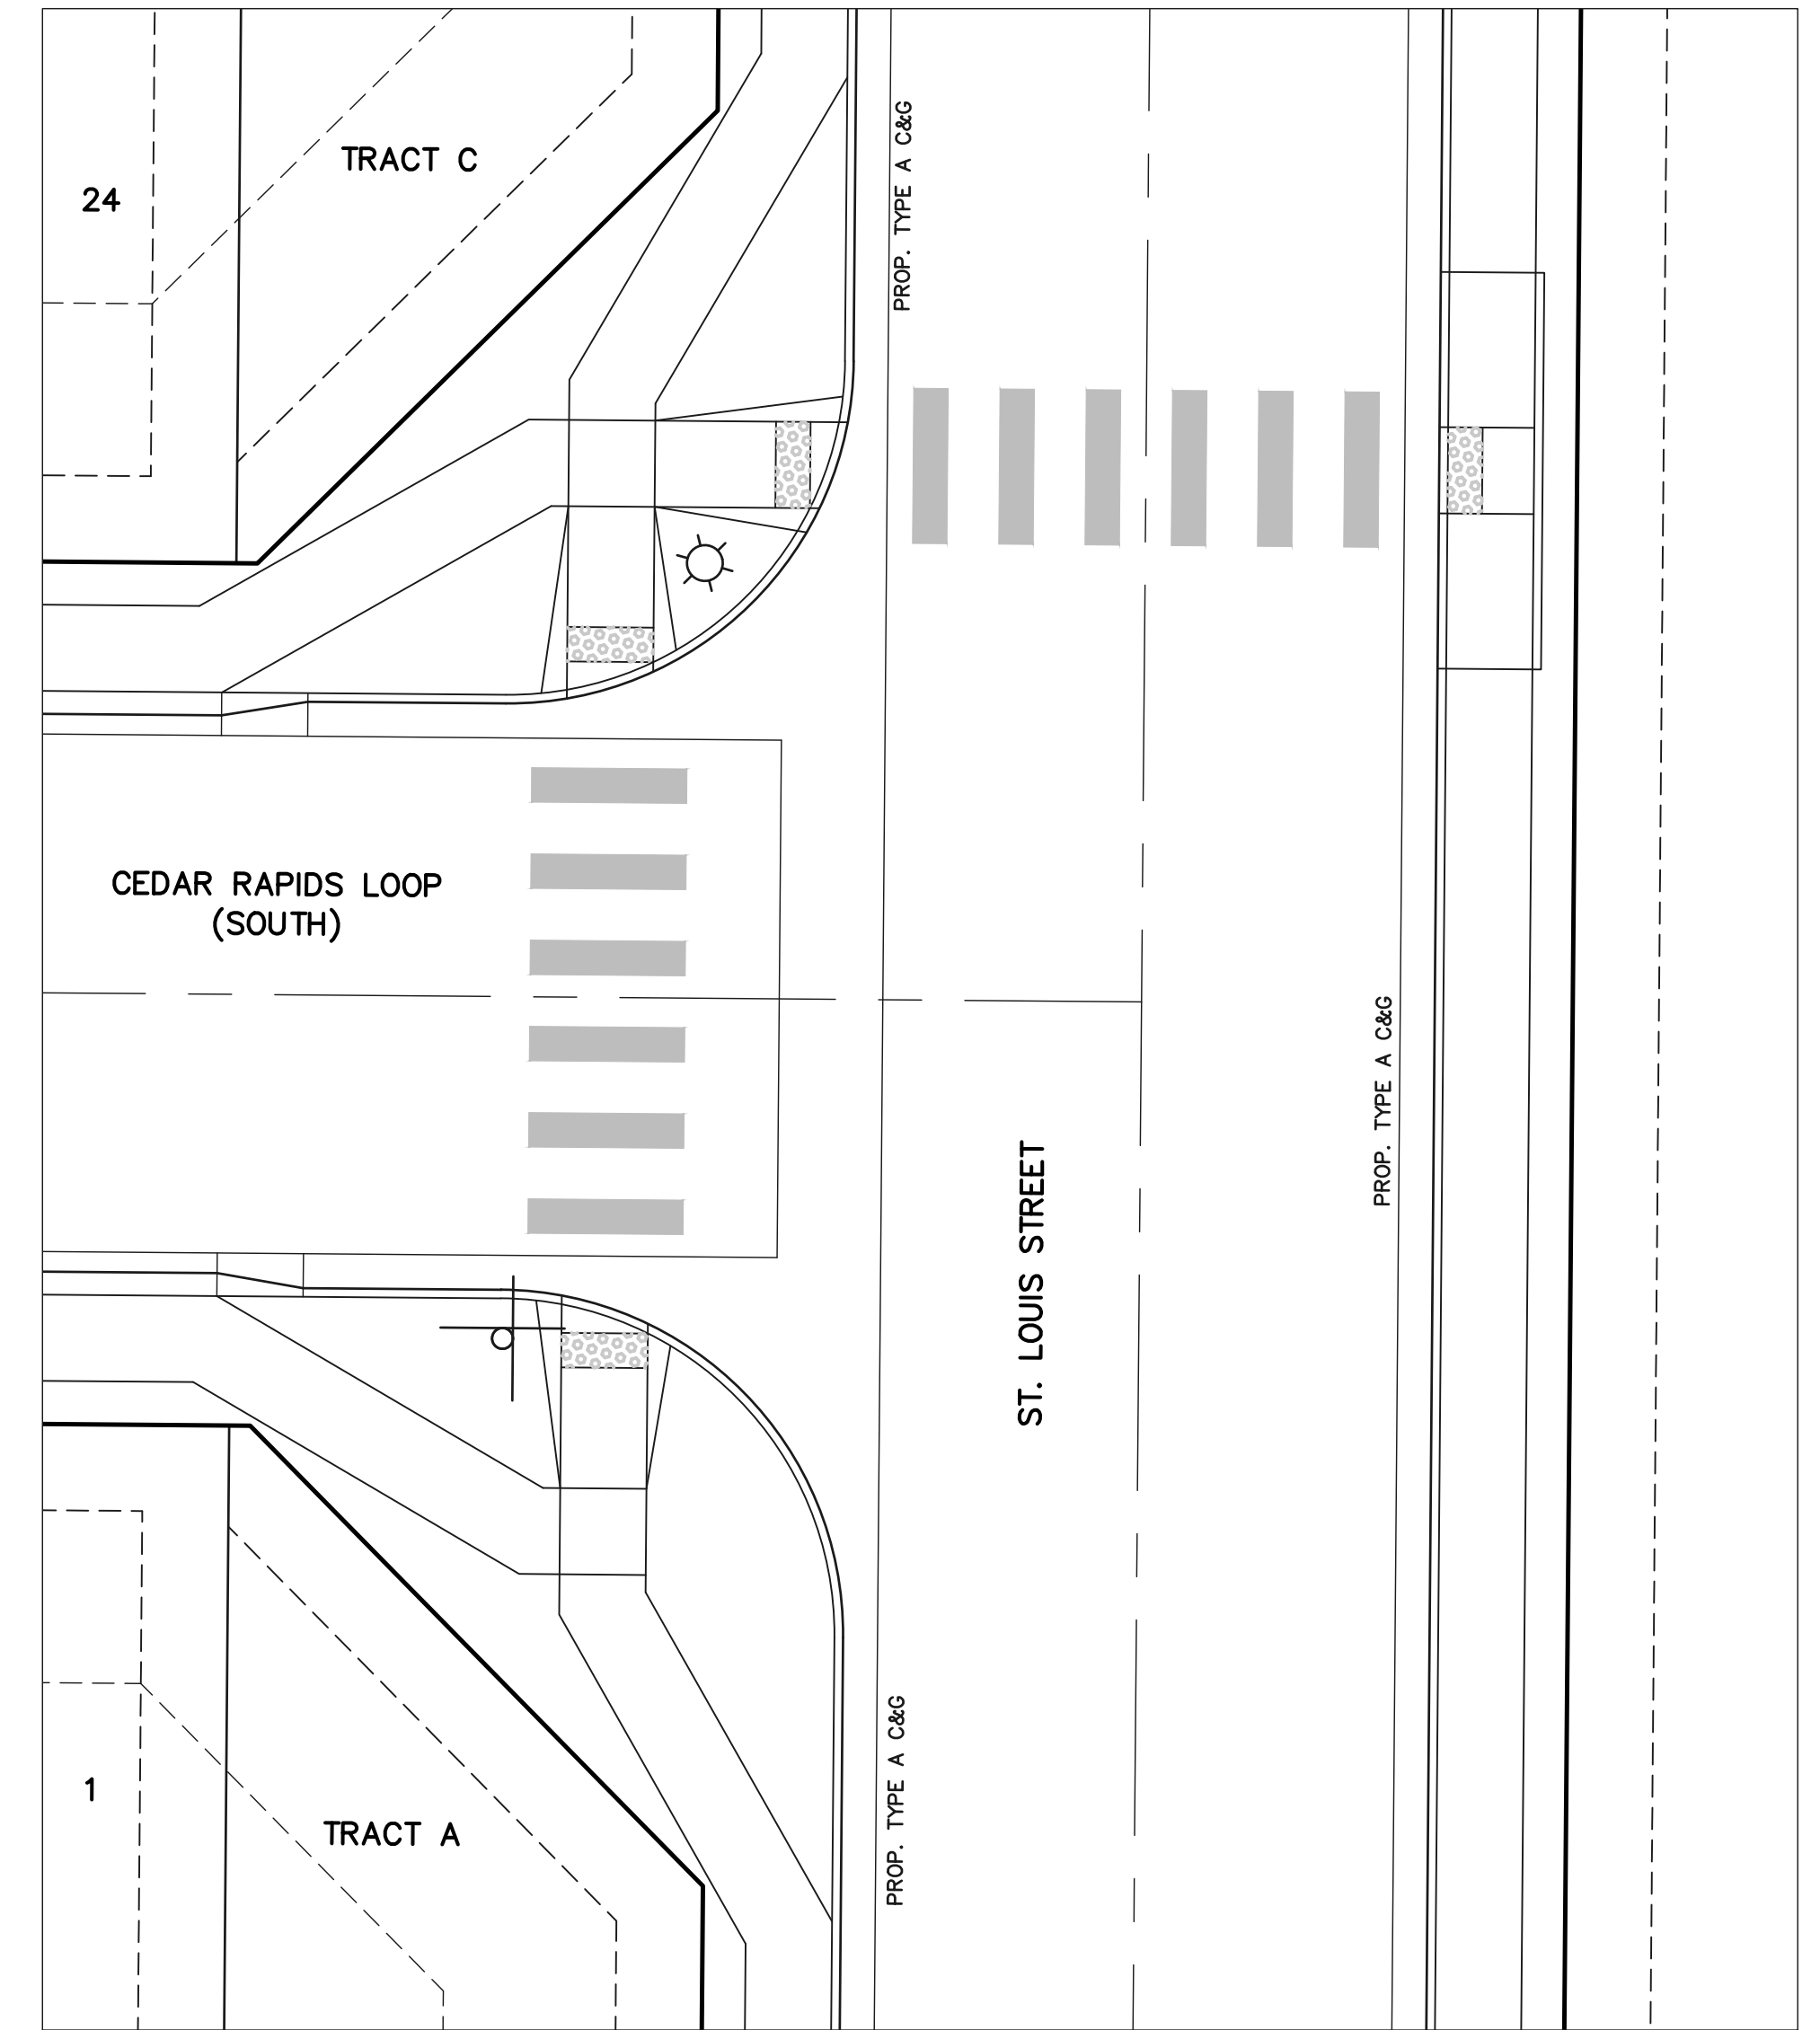 TRACT C
24
PROP. TYPE A C&G
CEDAR RAPIDS LOOP
(SOUTH)
PROP. TYPE A C&G
ST. LOUIS STREET
PROP. TYPE A C&G
1
TRACT A